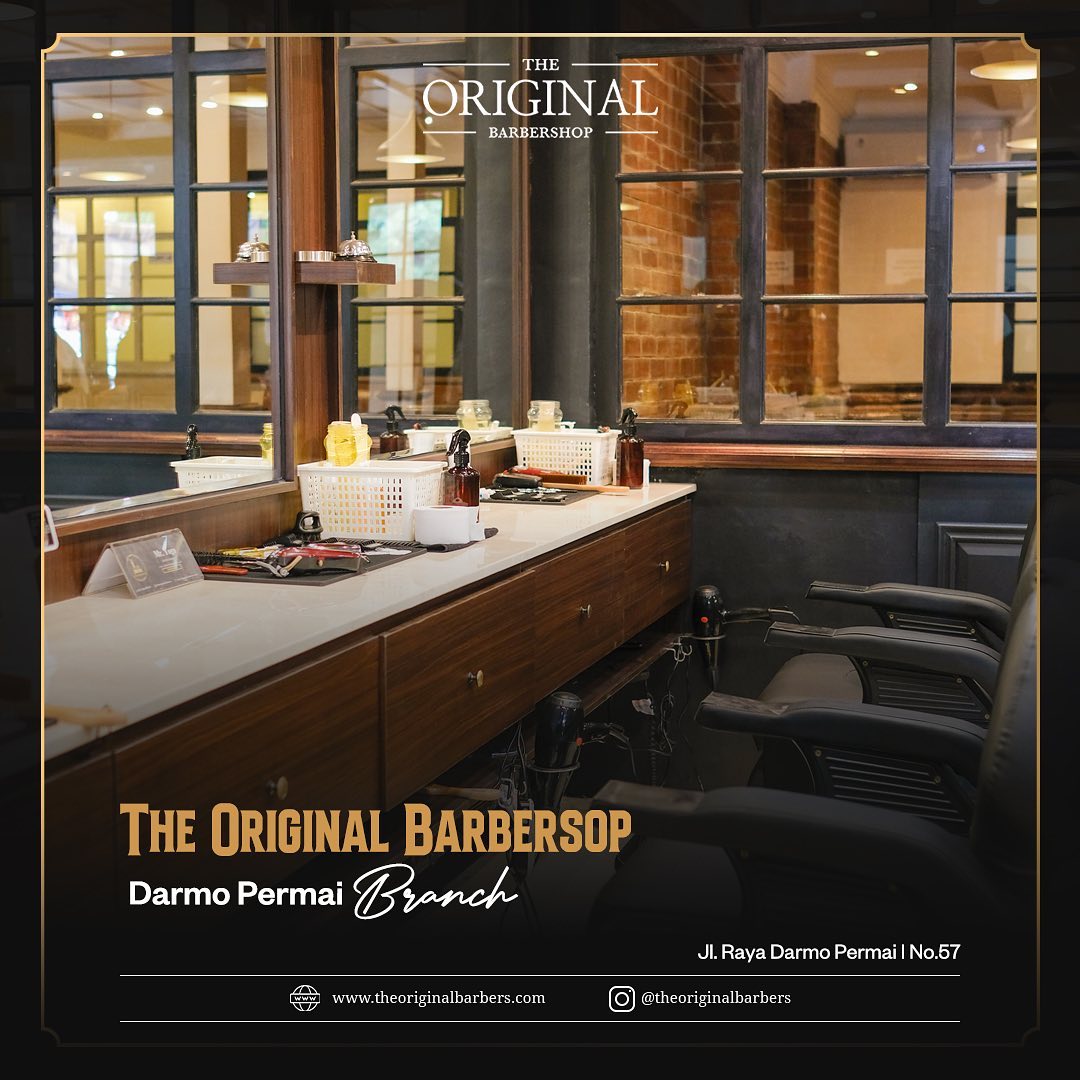 THE
ORIGINAL
BARBERSHOP
THE ORIGINAL BARBERSOP
Darmo Permai Branch
Jl. Raya Darmo Permai | No.57
www.theoriginalbarbers.com
@theoriginalbarbers